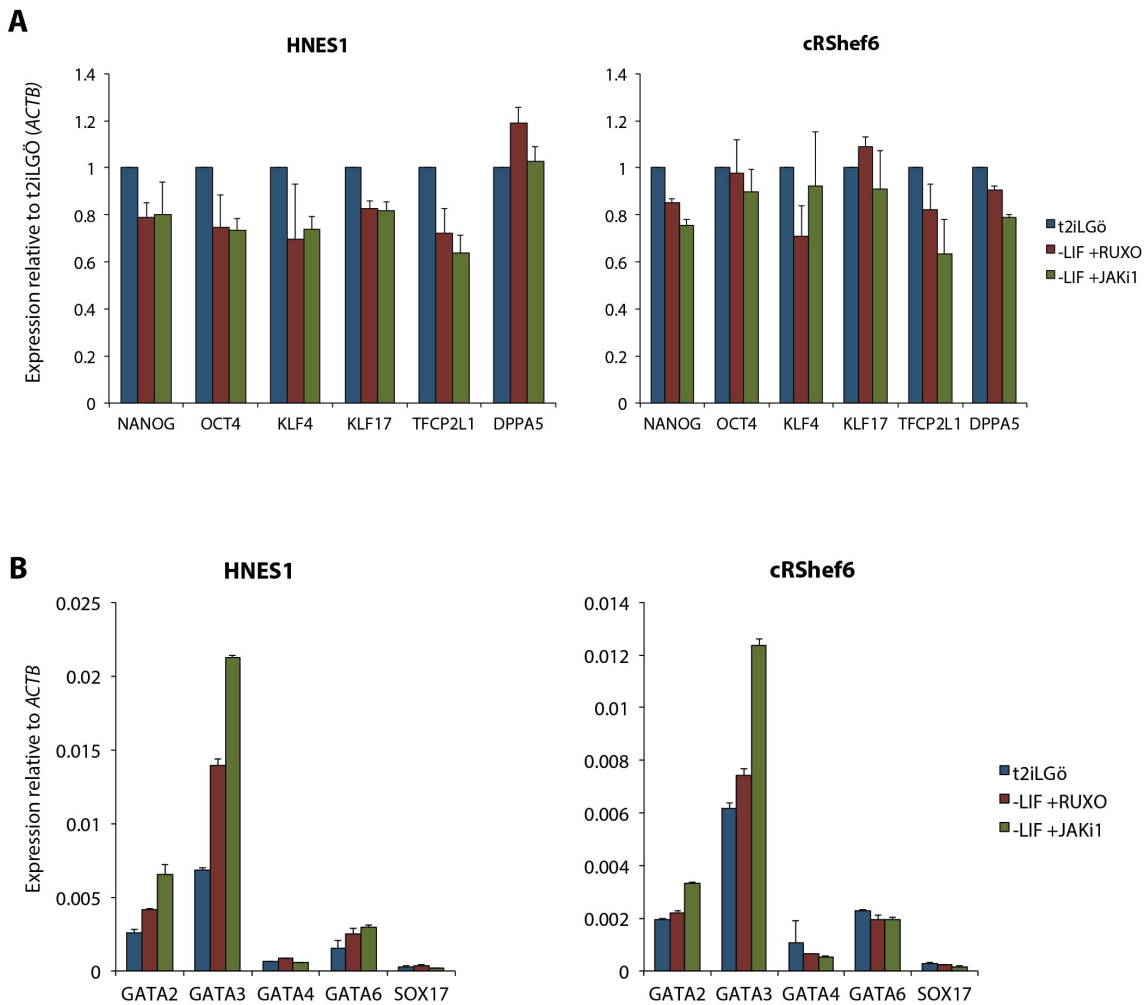 A
HNES1
cRShef6
Expression relative to t2iLGÖ (ACTB)
1.4
1.2
1
0.8
0.6
0.4
0.2
0
NANOG OCT4 KLF4 KLF17 TFCP2L1 DPPA5
1.4
1.2
1
0.8
0.6
0.4
0.2
0
NANOG OCT4 KLF4 KLF17 TFCP2L1 DPPA5
t2iLGö
-LIF +RUXO
-LIF +JAKi1
B
HNES1
cRShef6
Expression relative to ACTB
0.025
0.02
0.015
0.01
0.005
0
GATA2 GATA3 GATA4 GATA6 SOX17
0.014
0.012
0.01
0.008
0.006
0.004
0.002
0
GATA2 GATA3 GATA4 GATA6 SOX17
t2iLGö
-LIF +RUXO
-LIF +JAKi1